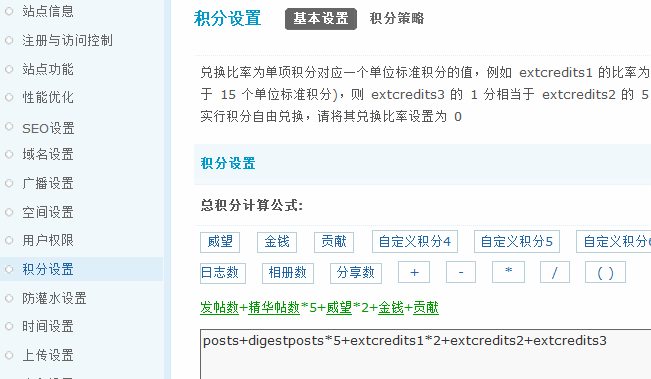 站点信息
注册与访问控制
站点功能
性能优化
SEO设置
域名设置
广播设置
空间设置
用户权限
积分设置
防灌水设置
时间设置
上传设置
积分设置 基本设置 积分策略
兑换比率为单项积分对应一个单位标准积分的值，例如 extcredits1 的比率为
于 15 个单位标准积分)，则 extcredits3 的 1 分相当于 extcredits2 的 5
实行积分自由兑换，请将其兑换比率设置为 0
积分设置
总积分计算公式:
威望 金钱 贡献 自定义积分4 自定义积分5 自定义积分6
日志数 相册数 分享数 + - * / ( )
发帖数+精华帖数*5+威望*2+金钱+贡献
posts+digestposts*5+extcredits1*2+extcredits2+extcredits3